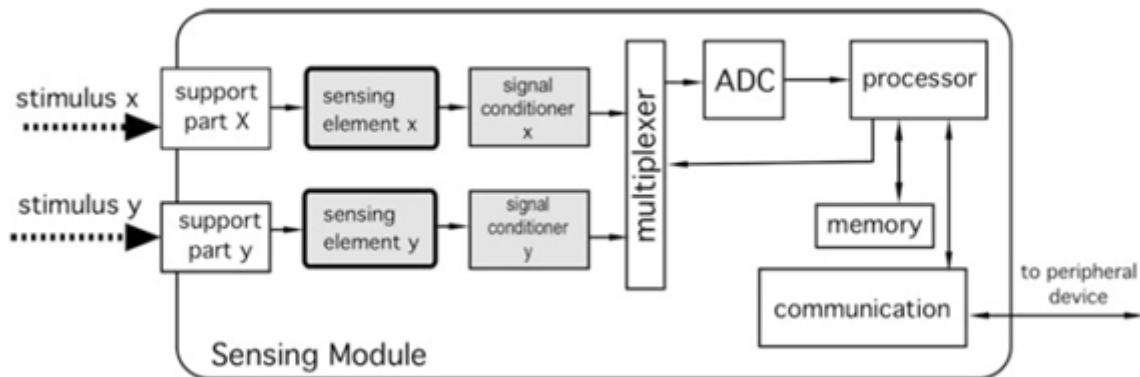 stimulus x
support
part X
sensing
element x
signal
conditioner
x
multiplexer
ADC
processor
stimulus y
support
part y
sensing
element y
signal
conditioner
y
memory
communication
to peripheral
device
Sensing Module